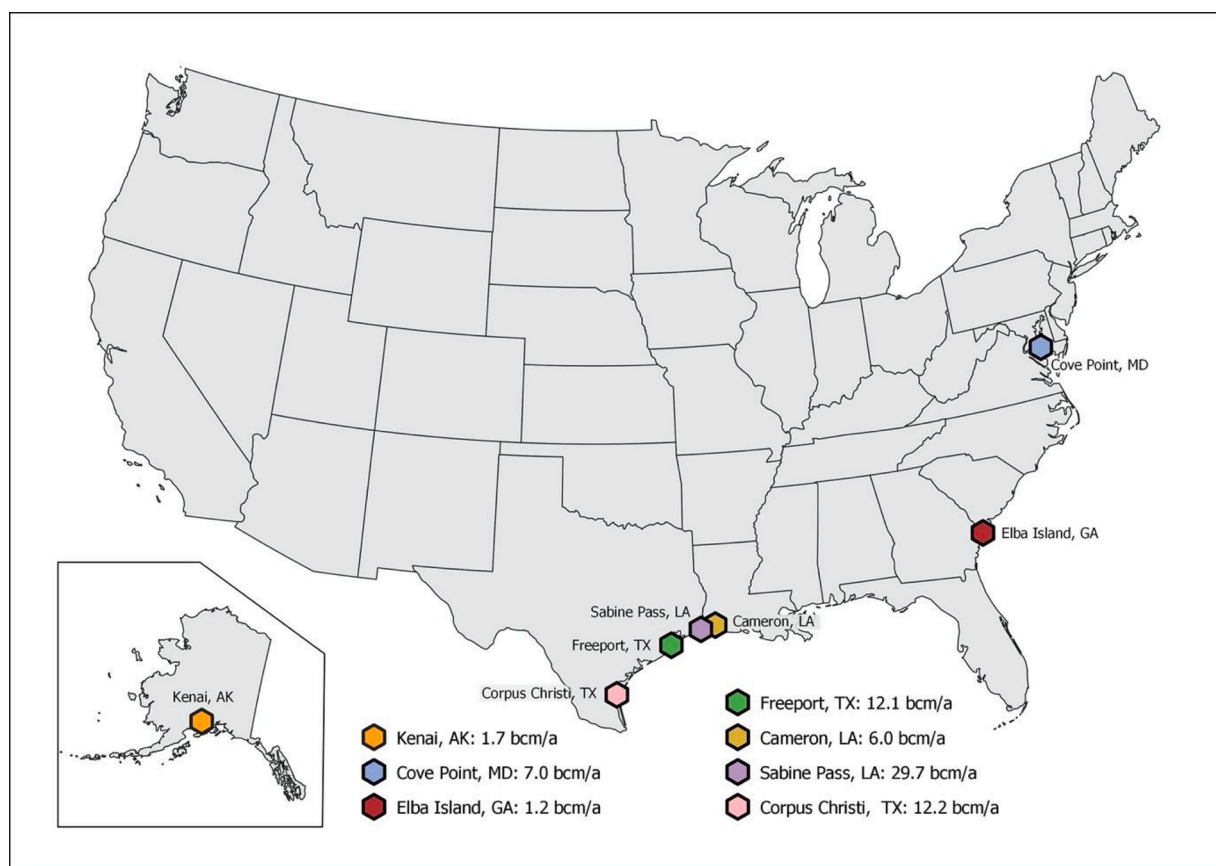 Cove Point, MD
Elba Island, GA
Sabine Pass, LA
Cameron, LA
Freeport, TX
Corpus Christi, TX
Kenai, AK
Kenai, AK: 1.7 bcm/a
Cove Point, MD: 7.0 bcm/a
Elba Island, GA: 1.2 bcm/a
Freeport, TX: 12.1 bcm/a
Cameron, LA: 6.0 bcm/a
Sabine Pass, LA: 29.7 bcm/a
Corpus Christi, TX: 12.2 bcm/a